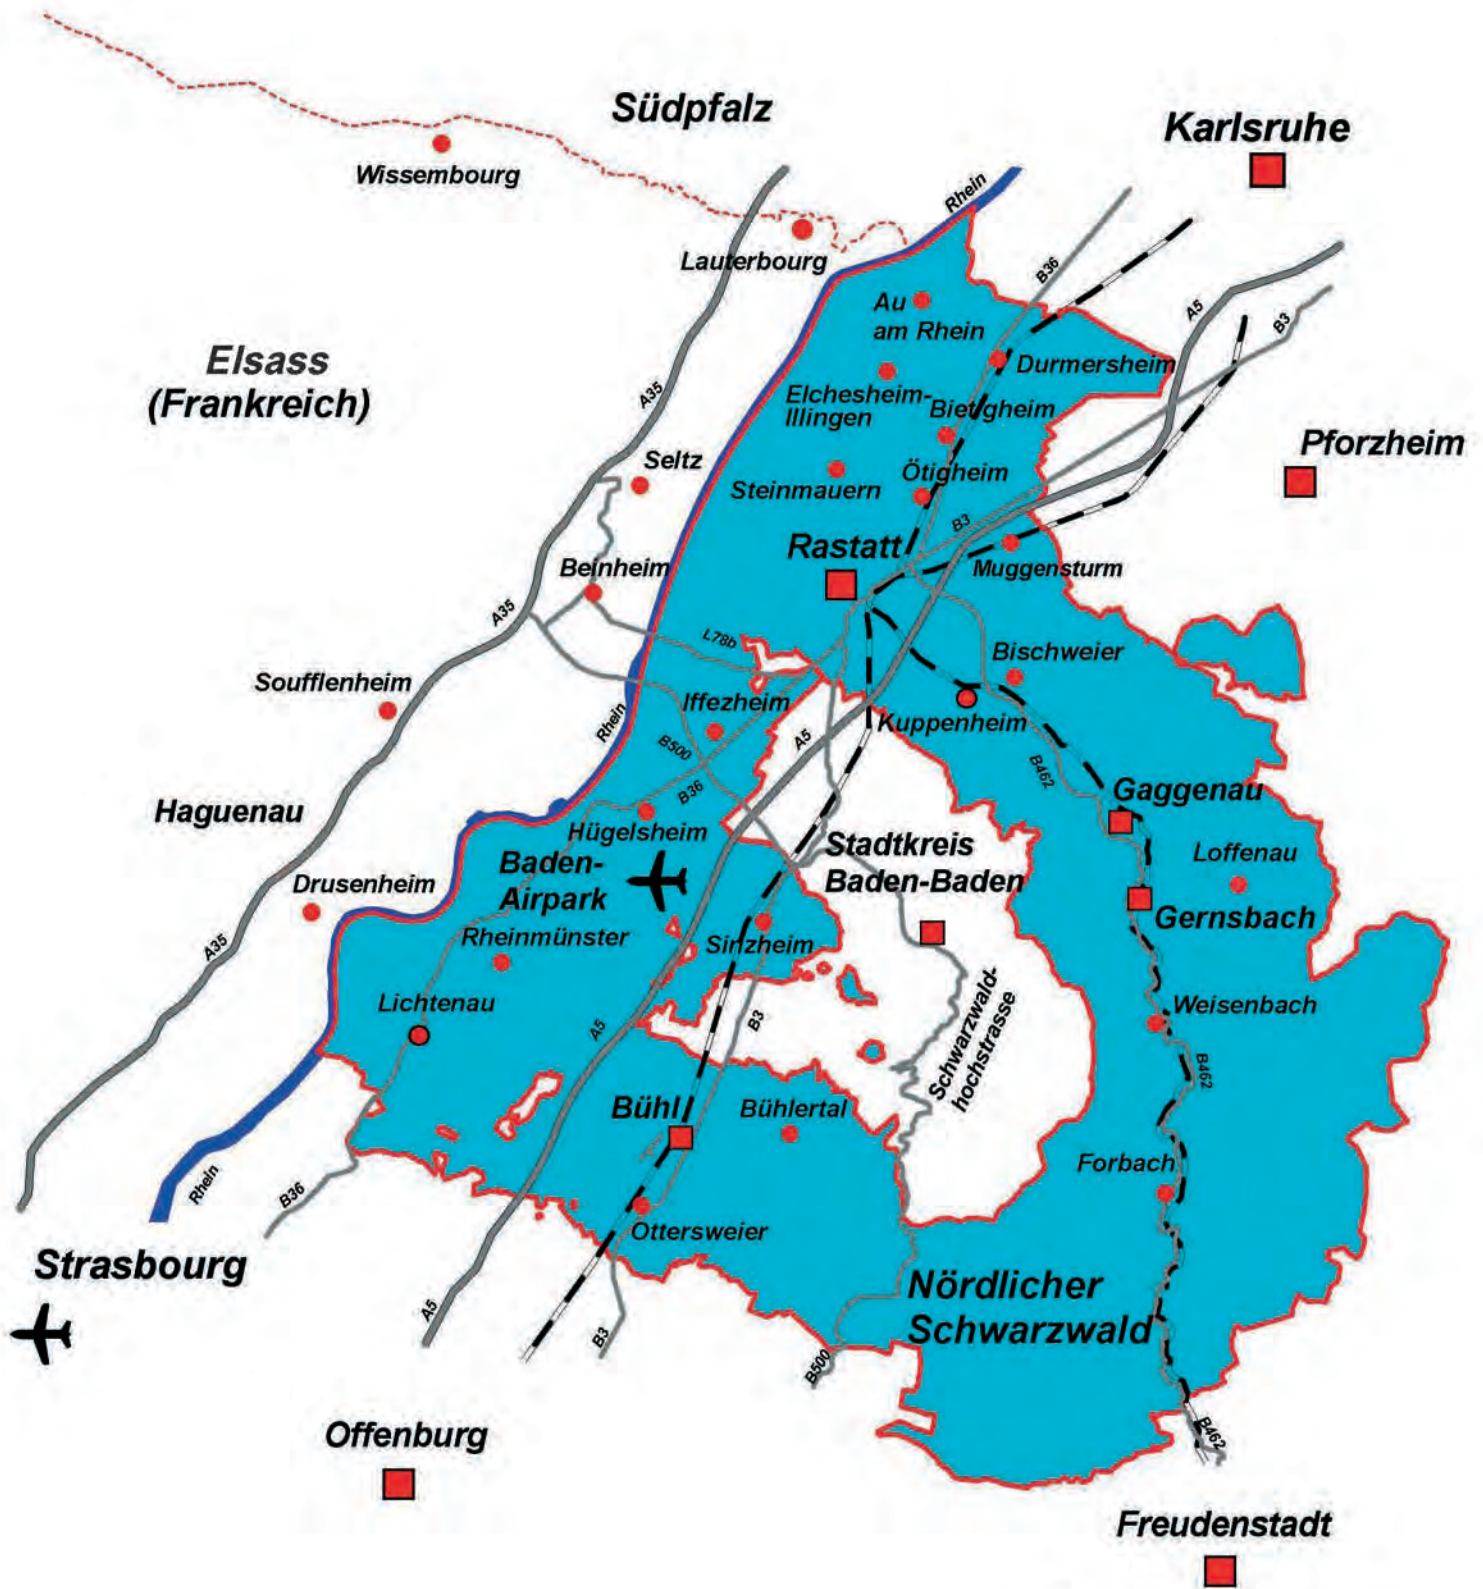 Südpfalz
Karlsruhe
Wissembourg
Rhein
Lauterbourg
B36
Au
am Rhein
A5
B3
Elsass
(Frankreich)
Durmersheim
A35
Elchesheim-
Illingen
Bietigheim
Pforzheim
Seltz
Steinmauern
Ötigheim
B3
Rastatt
Beinheim
Muggensturm
A35
L78b
Bischweier
Soufflenheim
Iffezheim
Rhein
Kuppenheim
B500
A5
B462
B36
Gaggenau
Haguenau
Hügelsheim
Stadtkreis
Baden-Baden
Loffenau
Baden-
Airpark
Drusenheim
Gernsbach
Rheinmünster
Sinzheim
A35
Lichtenau
Weisenbach
Schwarzwald-
hochstrasse
B3
A5
B462
Bühl
Bühlertal
Forbach
Rhein
B36
Ottersweier
Strasbourg
Nördlicher
Schwarzwald
A5
B3
B500
Offenburg
B462
Freudenstadt